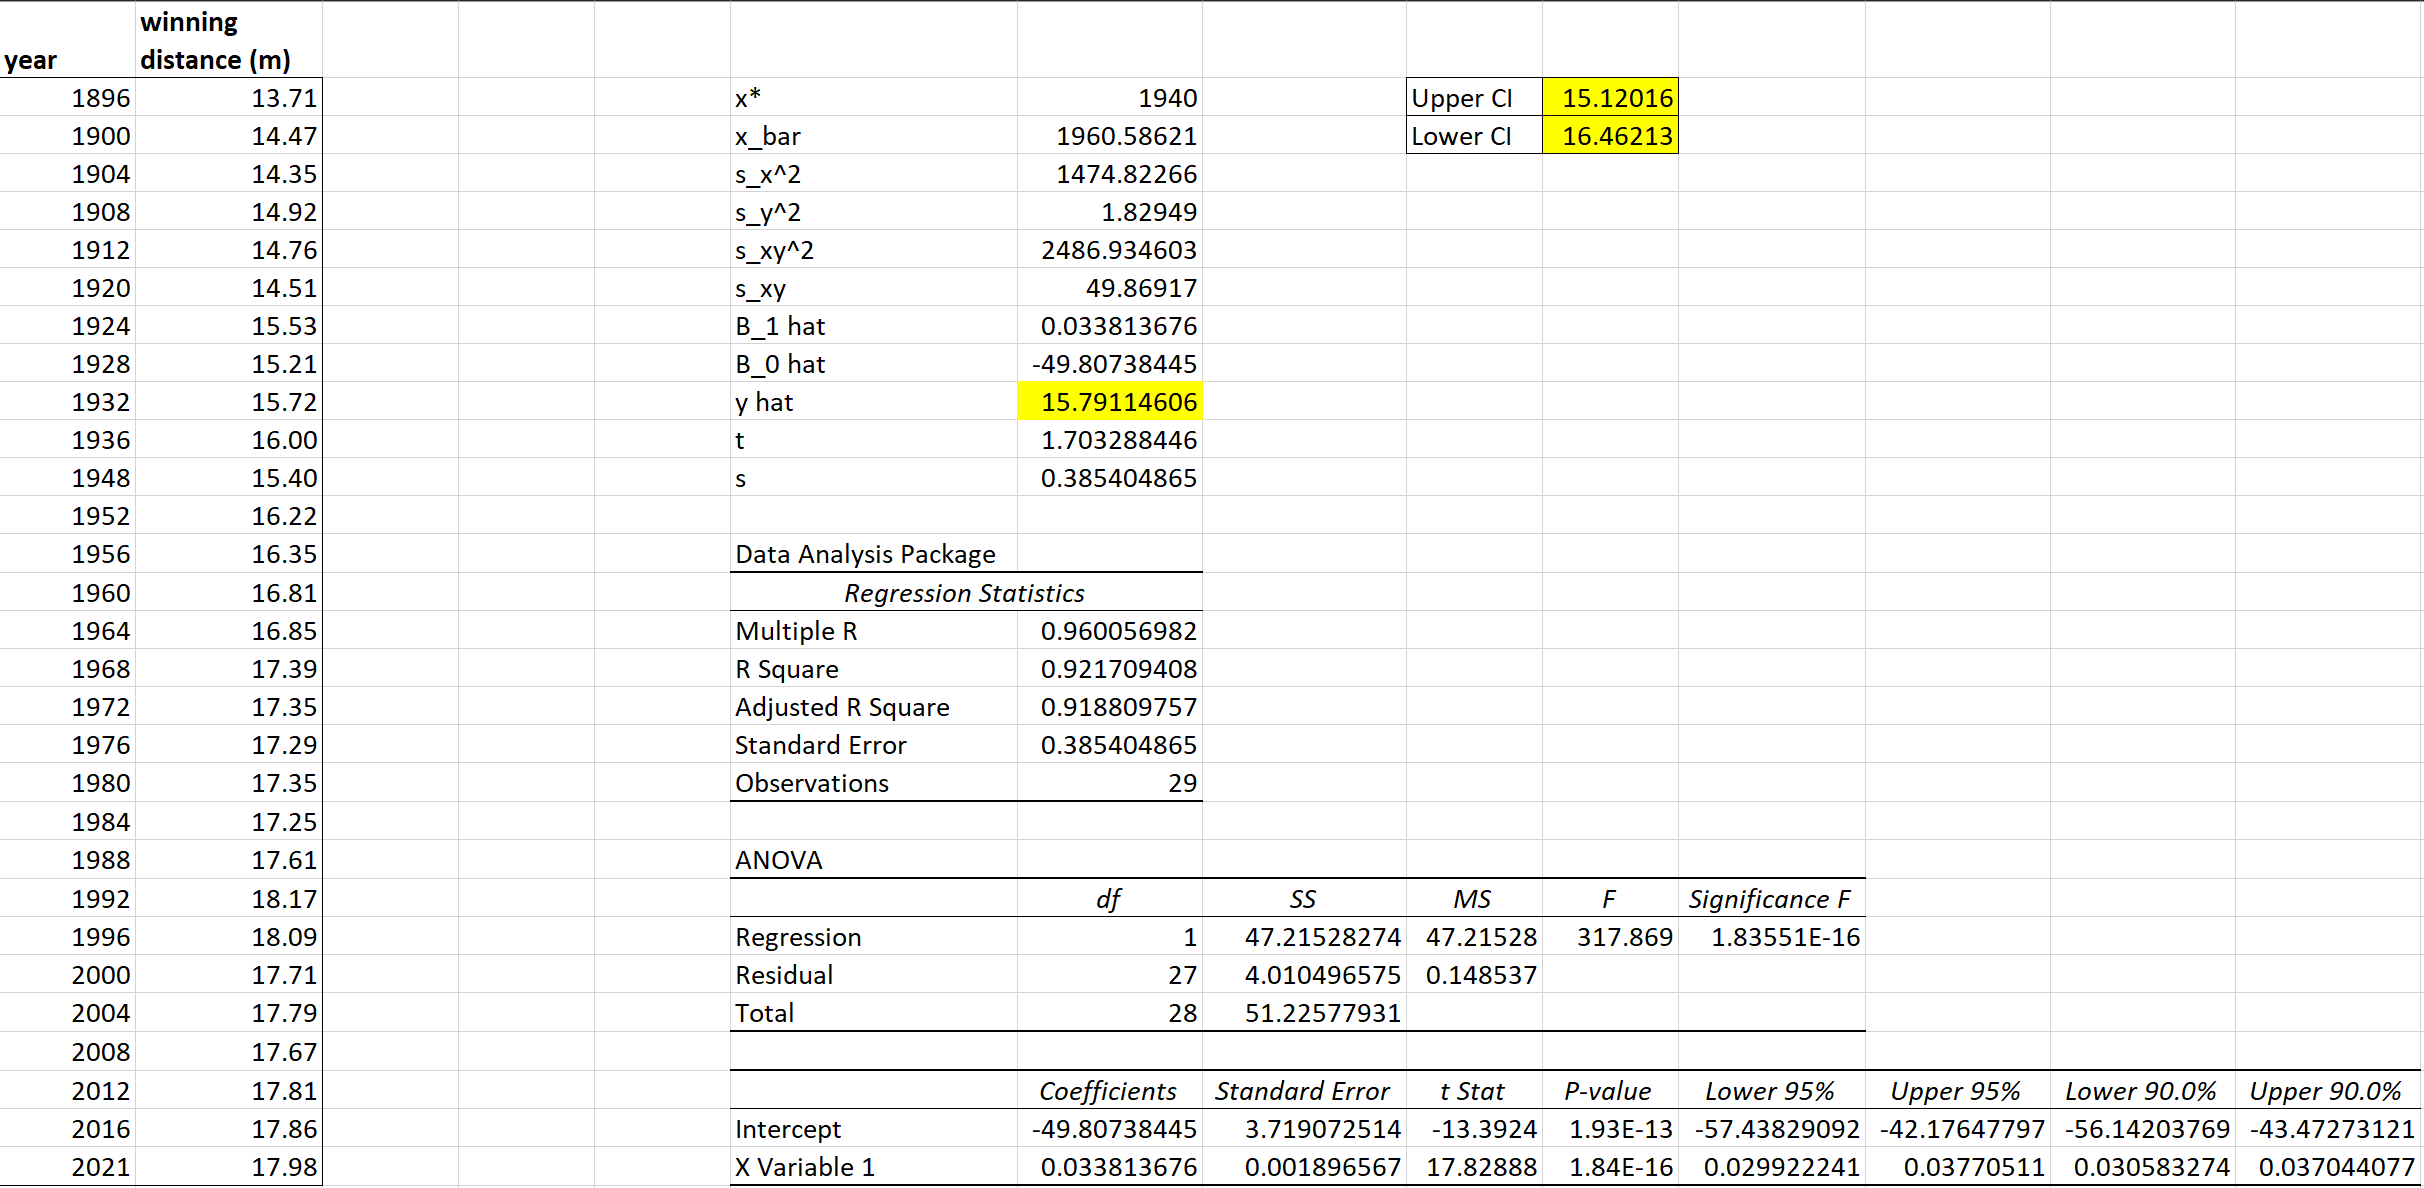 winning
year distance (m)
1896 13.71 x* 1940 Upper CI 15.12016
1900 14.47 x_bar 1960.58621 Lower CI 16.46213
1904 14.35 s_x^2 1474.82266
1908 14.92 s_y^2 1.82949
1912 14.76 s_xy^2 2486.934603
1920 14.51 s_xy 49.86917
1924 15.53 B_1 hat 0.033813676
1928 15.21 B_0 hat -49.80738445
1932 15.72 y hat 15.79114606
1936 16.00 t 1.703288446
1948 15.40 s 0.385404865
1952 16.22
1956 16.35 Data Analysis Package
1960 16.81 Regression Statistics
1964 16.85 Multiple R 0.960056982
1968 17.39 R Square 0.921709408
1972 17.35 Adjusted R Square 0.918809757
1976 17.29 Standard Error 0.385404865
1980 17.35 Observations 29
1984 17.25
1988 17.61 ANOVA
1992 18.17 df SS MS F Significance F
1996 18.09 Regression 1 47.21528274 47.21528 317.869 1.83551E-16
2000 17.71 Residual 27 4.010496575 0.148537
2004 17.79 Total 28 51.22577931
2008 17.67
2012 17.81 Coefficients Standard Error t Stat P-value Lower 95% Upper 95% Lower 90.0% Upper 90.0%
2016 17.86 Intercept -49.80738445 3.719072514 -13.3924 1.93E-13 -57.43829092 -42.17647797 -56.14203769 -43.47273121
2021 17.98 X Variable 1 0.033813676 0.001896567 17.82888 1.84E-16 0.029922241 0.03770511 0.030583274 0.037044077